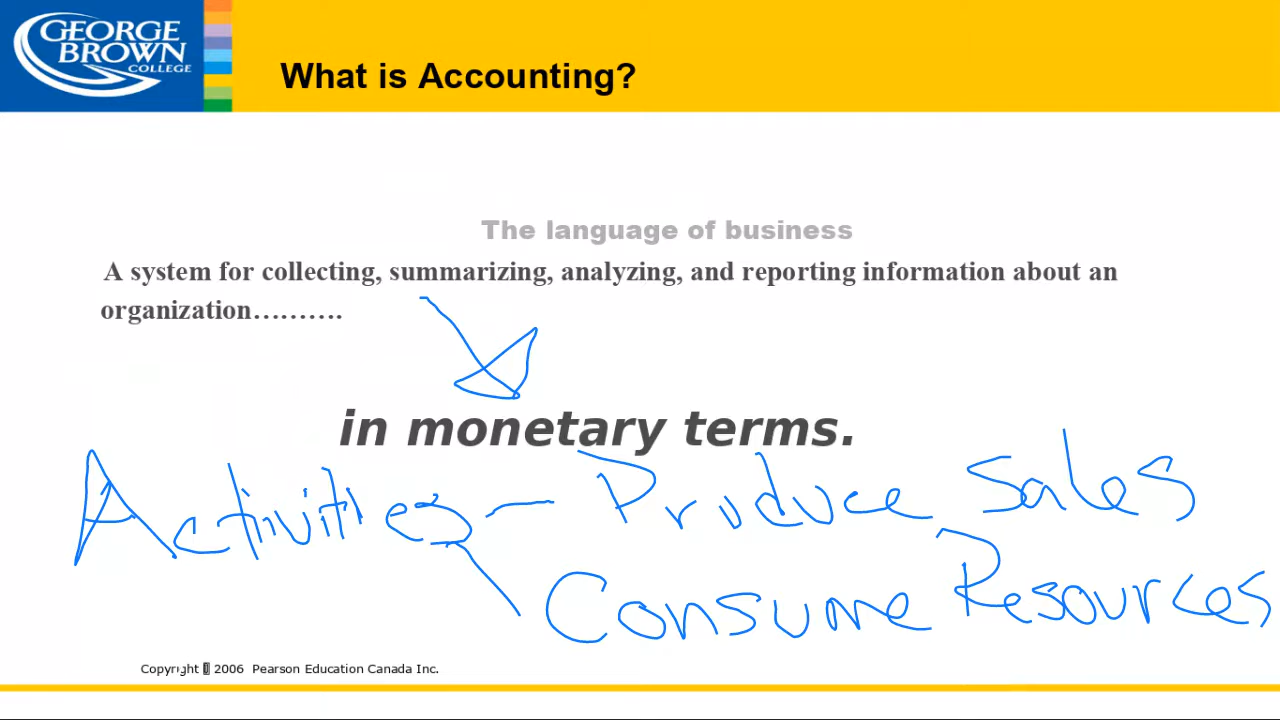 GEORGE
BROWN
COLLEGE
What is Accounting?
The language of business
A system for collecting, summarizing, analyzing, and reporting information about an
organization……….
in monetary terms.
Activities – Produce Sales
Consume Resources
Copyright 2006 Pearson Education Canada Inc.